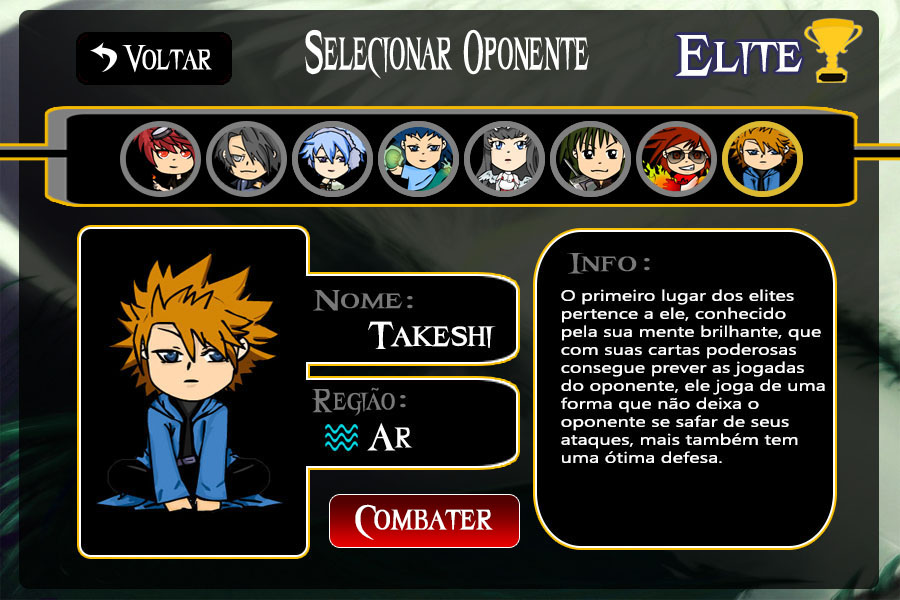 Voltar
Selecionar Oponente
Elite
Nome:
Takeshi
Região:
Ar
Combater
Info:
O primeiro lugar dos elites
pertence a ele, conhecido
pela sua mente brilhante, que
com suas cartas poderosas
consegue prever as jogadas
do oponente, ele joga de uma
forma que não deixa o
oponente se safar de seus
ataques, mais também tem
uma ótima defesa.